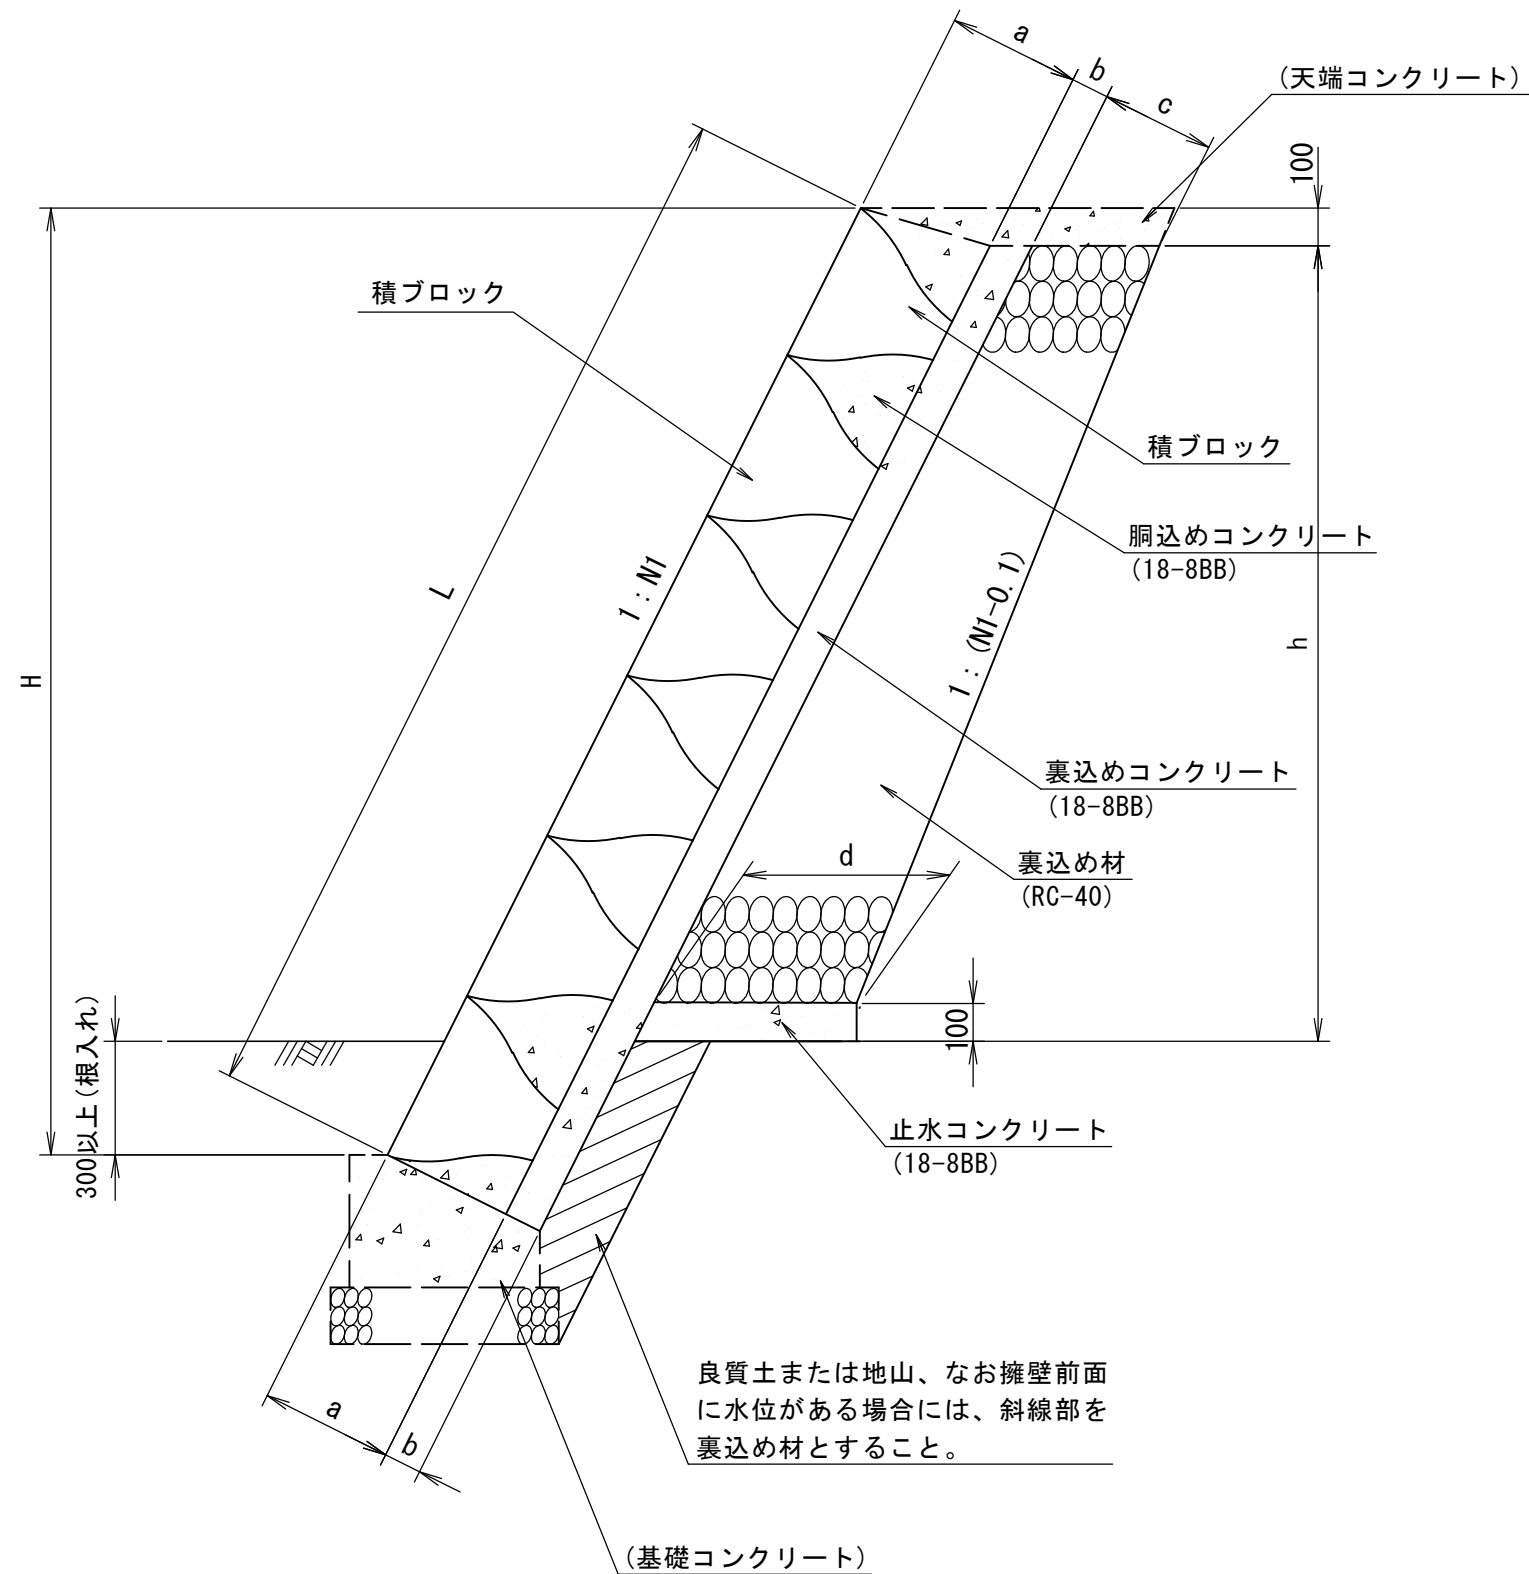 a
b
c
(天端コンクリート)
100
積ブロック
積ブロック
胴込めコンクリート
(18-8BB)
L
1：N1
1：(N1-0.1)
H
h
裏込めコンクリート
(18-8BB)
d
裏込め材
(RC-40)
100
300以上(根入れ)
止水コンクリート
(18-8BB)
良質土または地山、なお擁壁前面
に水位がある場合には、斜線部を
裏込め材とすること。
a
b
(基礎コンクリート)